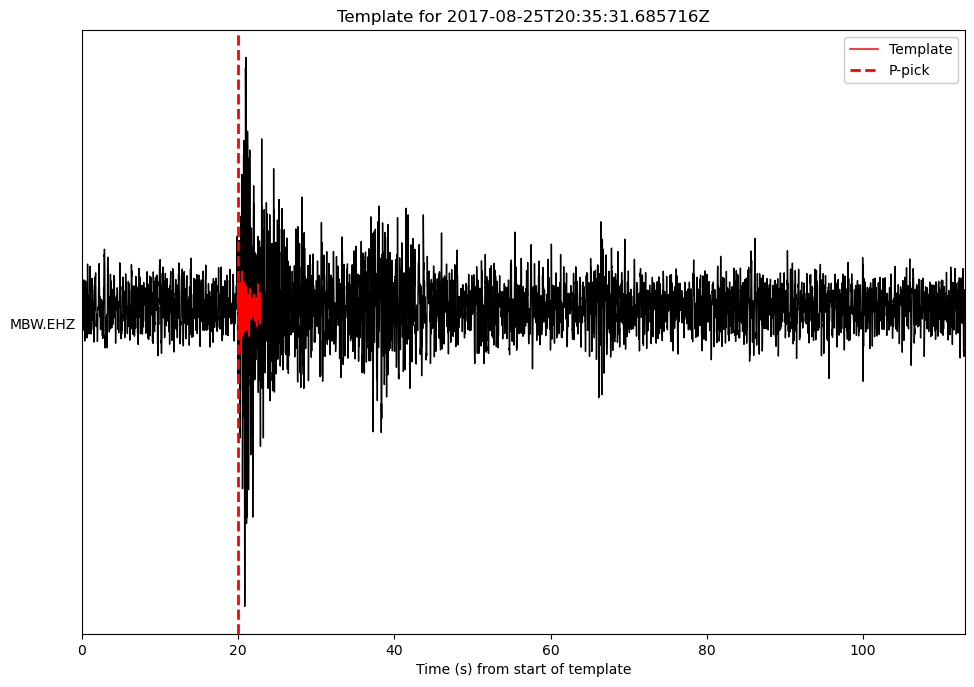 Template for 2017-08-25T20:35:31.685716Z
Template
P-pick
MBW.EHZ
0 20 40 60 80 100
Time (s) from start of template